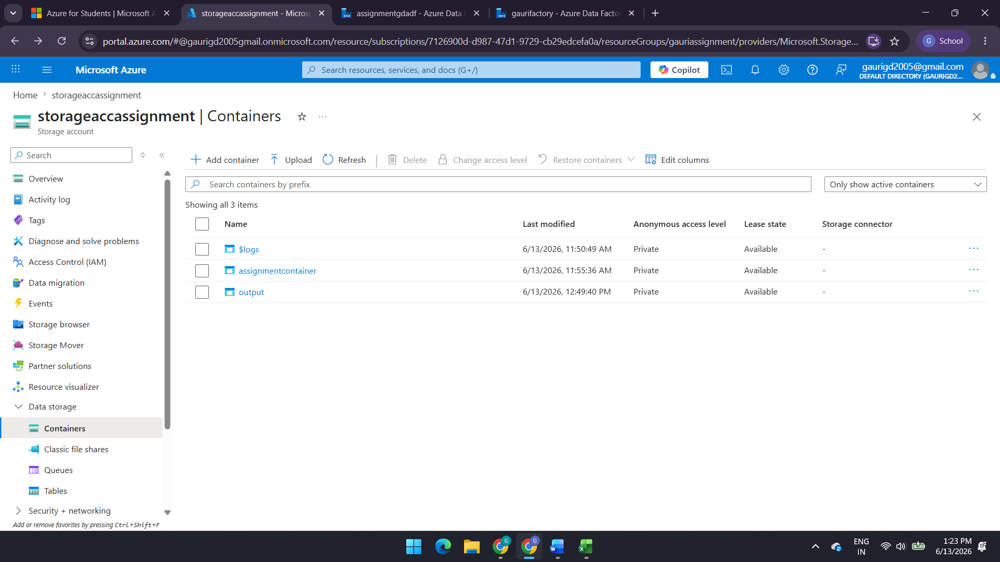 Azure for Students | Microsoft A
storageaccassignment - Micros
assignmentgdadf - Azure Data
gaurifactory - Azure Data Facto
portal.azure.com/#@gaurigd2005gmail.onmicrosoft.com/resource/subscriptions/7126900d-d987-47d1-9729-cb29edcefa0a/resourceGroups/gauriassignment/providers/Microsoft.Storage...
G School
Microsoft Azure
Search resources, services, and docs (G+/)
Copilot
gaurigd2005@gmail.com
DEFAULT DIRECTORY (GAURIGD2...
Home > storageaccassignment
storageaccassignment | Containers
Storage account
Search
Add container
Upload
Refresh
Delete
Change access level
Restore containers
Edit columns
Overview
Activity log
Tags
Diagnose and solve problems
Access Control (IAM)
Data migration
Events
Storage browser
Storage Mover
Partner solutions
Resource visualizer
Data storage
Containers
Classic file shares
Queues
Tables
Security + networking
Add or remove favorites by pressing Ctrl+Shift+F
Search containers by prefix
Only show active containers
Showing all 3 items
Name Last modified Anonymous access level Lease state Storage connector
$logs 6/13/2026, 11:50:49 AM Private Available -
assignmentcontainer 6/13/2026, 11:55:36 AM Private Available -
output 6/13/2026, 12:49:40 PM Private Available -
ENG
IN
1:23 PM
6/13/2026